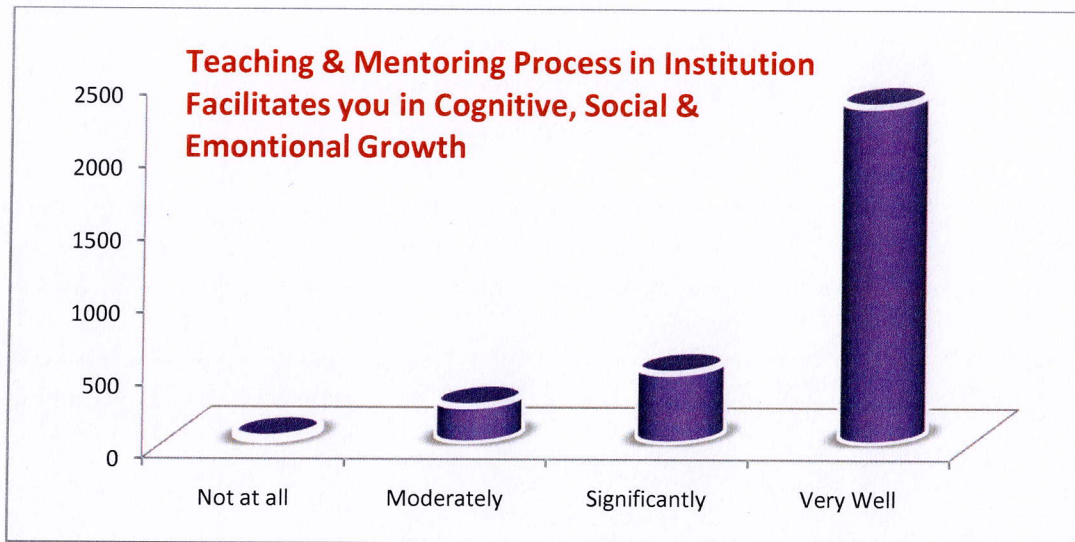 Teaching & Mentoring Process in Institution
Facilitates you in Cognitive, Social &
Emontional Growth
2500
2000
1500
1000
500
0
Not at all
Moderately
Significantly
Very Well